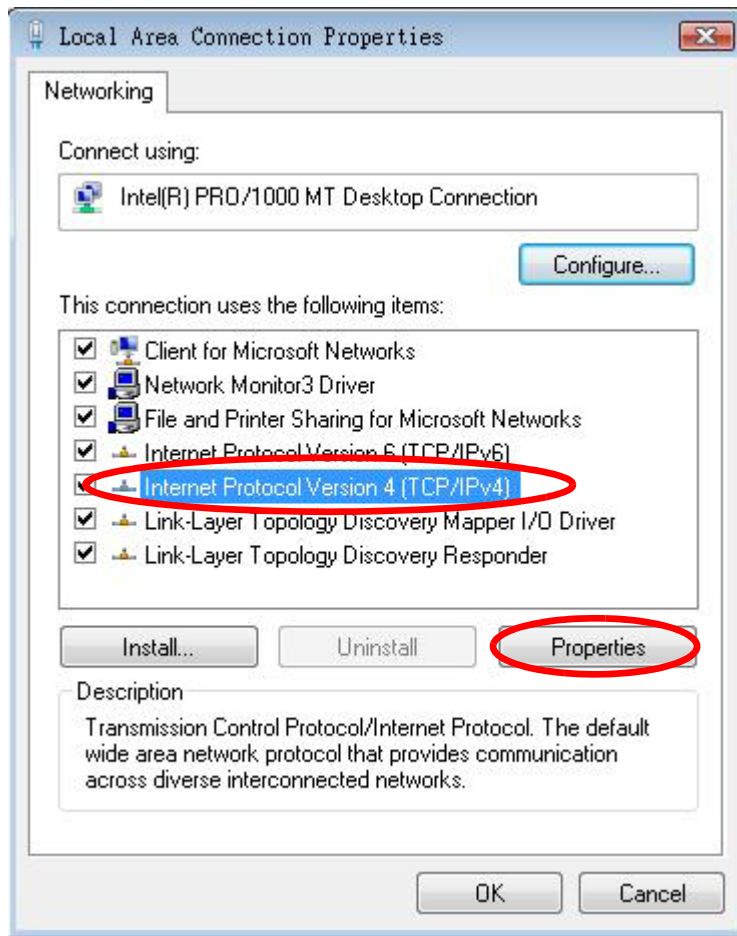 Local Area Connection Properties
Networking
Connect using:
Intel(R) PRO/1000 MT Desktop Connection
Configure...
This connection uses the following items:
Client for Microsoft Networks
Network Monitor3 Driver
File and Printer Sharing for Microsoft Networks
Internet Protocol Version 6 (TCP/IPv6)
Internet Protocol Version 4 (TCP/IPv4)
Link-Layer Topology Discovery Mapper I/O Driver
Link-Layer Topology Discovery Responder
Install... Uninstall Properties
Description
Transmission Control Protocol/Internet Protocol. The default
wide area network protocol that provides communication
across diverse interconnected networks.
OK Cancel